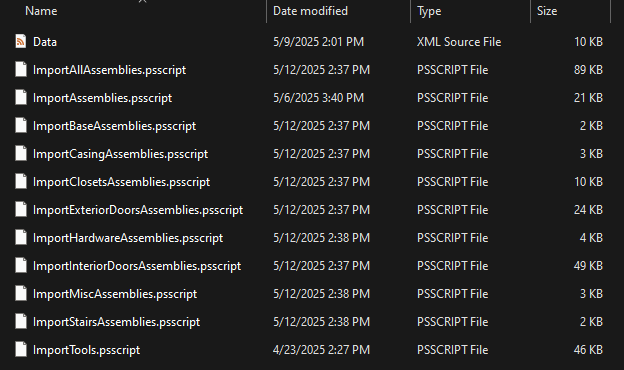 Name Date modified Type Size
Data 5/9/2025 2:01 PM XML Source File 10 KB
ImportAllAssemblies.psscript 5/12/2025 2:37 PM PSSCRIPT File 89 KB
ImportAssemblies.psscript 5/6/2025 3:40 PM PSSCRIPT File 21 KB
ImportBaseAssemblies.psscript 5/12/2025 2:37 PM PSSCRIPT File 2 KB
ImportCasingAssemblies.psscript 5/12/2025 2:37 PM PSSCRIPT File 3 KB
ImportClosetsAssemblies.psscript 5/12/2025 2:37 PM PSSCRIPT File 10 KB
ImportExteriorDoorsAssemblies.psscript 5/12/2025 2:37 PM PSSCRIPT File 24 KB
ImportHardwareAssemblies.psscript 5/12/2025 2:38 PM PSSCRIPT File 4 KB
ImportInteriorDoorsAssemblies.psscript 5/12/2025 2:37 PM PSSCRIPT File 49 KB
ImportMiscAssemblies.psscript 5/12/2025 2:38 PM PSSCRIPT File 3 KB
ImportStairsAssemblies.psscript 5/12/2025 2:38 PM PSSCRIPT File 2 KB
ImportTools.psscript 4/23/2025 2:27 PM PSSCRIPT File 46 KB